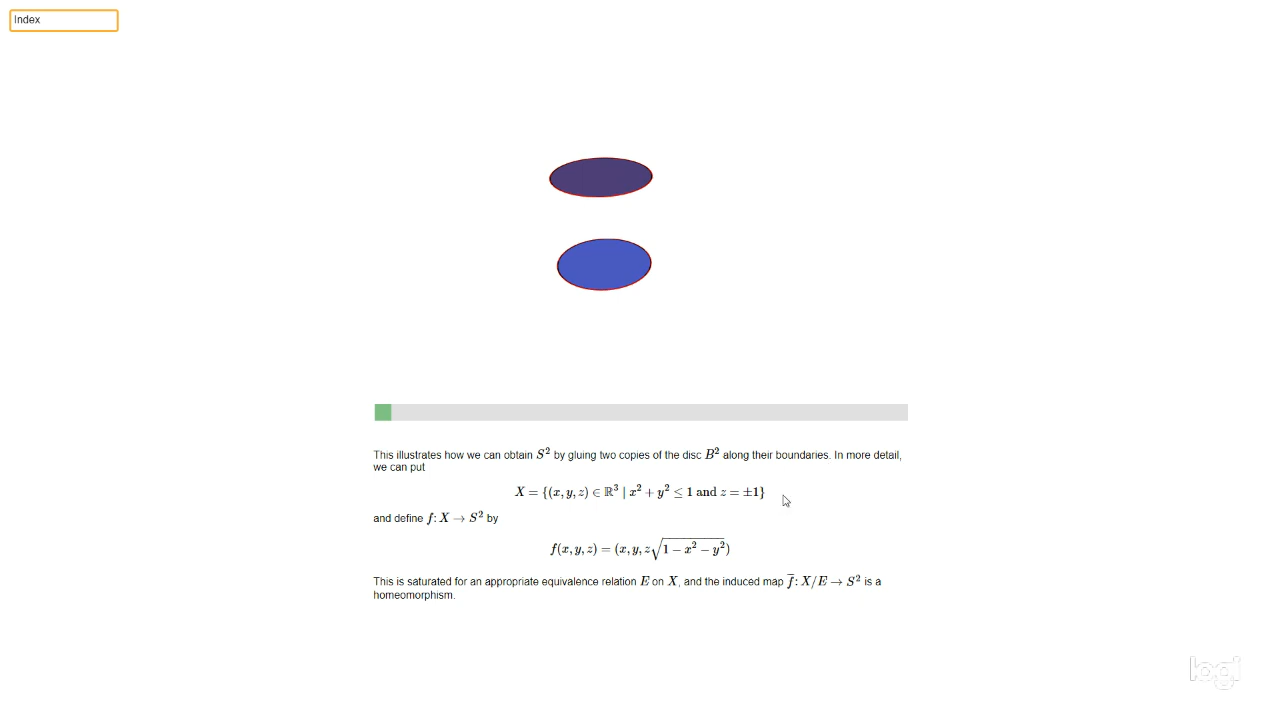 Index
This illustrates how we can obtain S² by gluing two copies of the disc B² along their boundaries. In more detail,
we can put
X = {(x, y, z) ∈ ℝ³ | x² + y² ≤ 1 and z = ±1}
and define f: X → S² by
f(x, y, z) = (x, y, z√(1 − x² − y²))
This is saturated for an appropriate equivalence relation E on X, and the induced map f̅: X/E → S² is a
homeomorphism.
logi